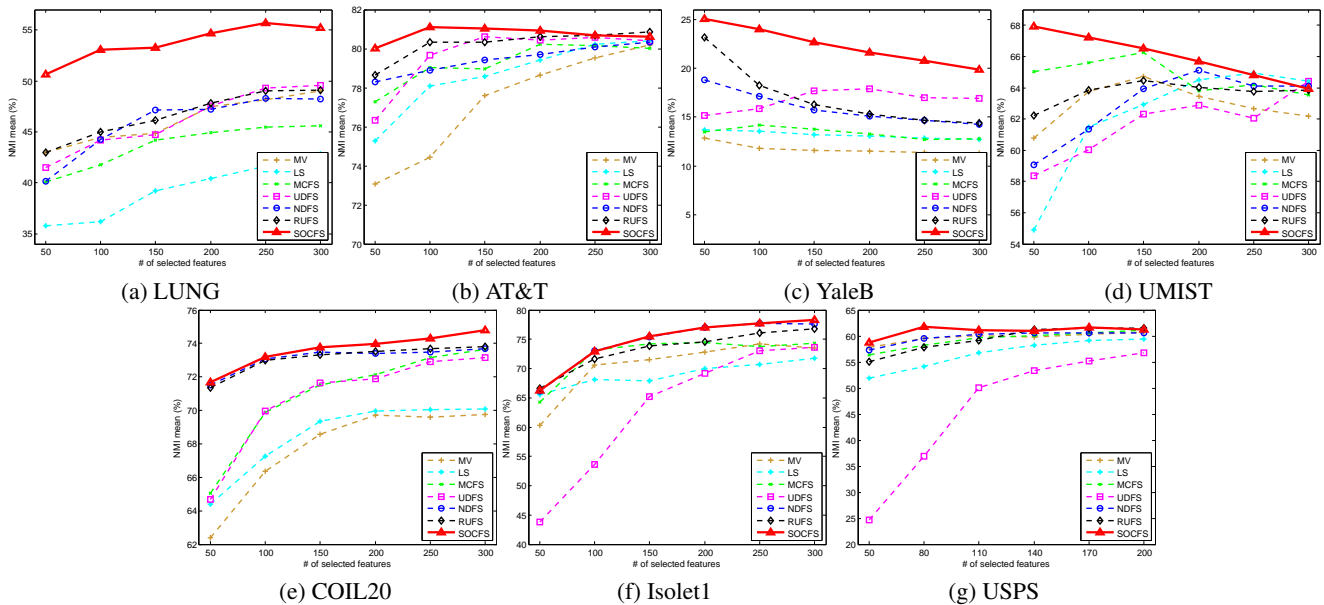 55
50
45
40
35
NMI mean (%)
50 100 150 200 250 300
# of selected features
MV
LS
MCFS
UDFS
NDFS
RUFS
SOCFS
(a) LUNG
82
80
78
76
74
72
70
NMI mean (%)
50 100 150 200 250 300
# of selected features
MV
LS
MCFS
UDFS
NDFS
RUFS
SOCFS
(b) AT&T
25
20
15
10
5
NMI mean (%)
50 100 150 200 250 300
# of selected features
MV
LS
MCFS
UDFS
NDFS
RUFS
SOCFS
(c) YaleB
68
66
64
62
60
58
56
54
NMI mean (%)
50 100 150 200 250 300
# of selected features
MV
LS
MCFS
UDFS
NDFS
RUFS
SOCFS
(d) UMIST
76
74
72
70
68
66
64
62
NMI mean (%)
50 100 150 200 250 300
# of selected features
MV
LS
MCFS
UDFS
NDFS
RUFS
SOCFS
(e) COIL20
80
75
70
65
60
55
50
45
40
NMI mean (%)
50 100 150 200 250 300
# of selected features
MV
LS
MCFS
UDFS
NDFS
RUFS
SOCFS
(f) Isolet1
65
60
55
50
45
40
35
30
25
20
NMI mean (%)
50 80 110 140 170 200
# of selected features
MV
LS
MCFS
UDFS
NDFS
RUFS
SOCFS
(g) USPS